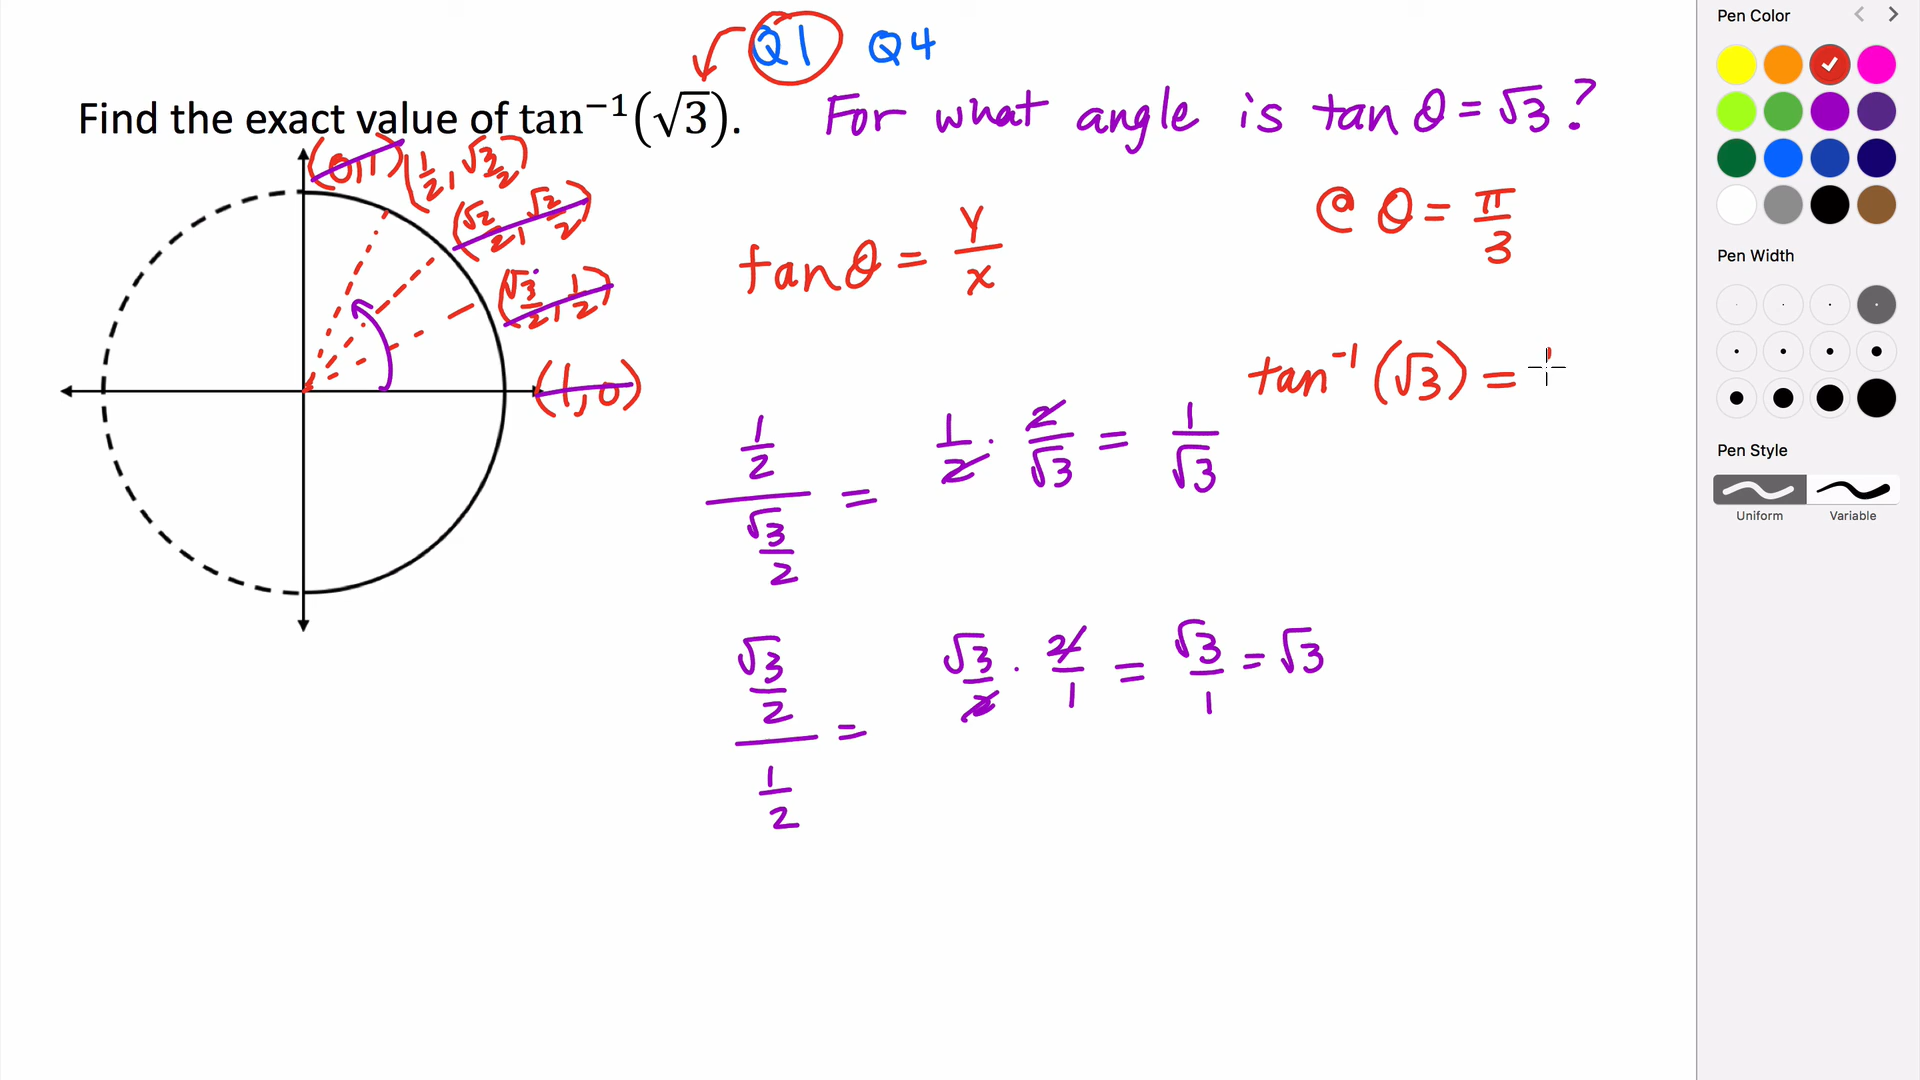 Q1 Q4
Find the exact value of tan⁻¹(√3). For what angle is tan θ = √3?
(0,1) (1/2, √3/2)
(√2/2, √2/2)
(√3/2, 1/2)
(1, 0)
tan θ = y/x
@ θ = π/3
tan⁻¹(√3) =
(1/2)/(√3/2) = 1/2 · 2/√3 = 1/√3
(√3/2)/(1/2) = √3/2 · 2/1 = √3/1 = √3
Pen Color
Pen Width
Pen Style
Uniform Variable